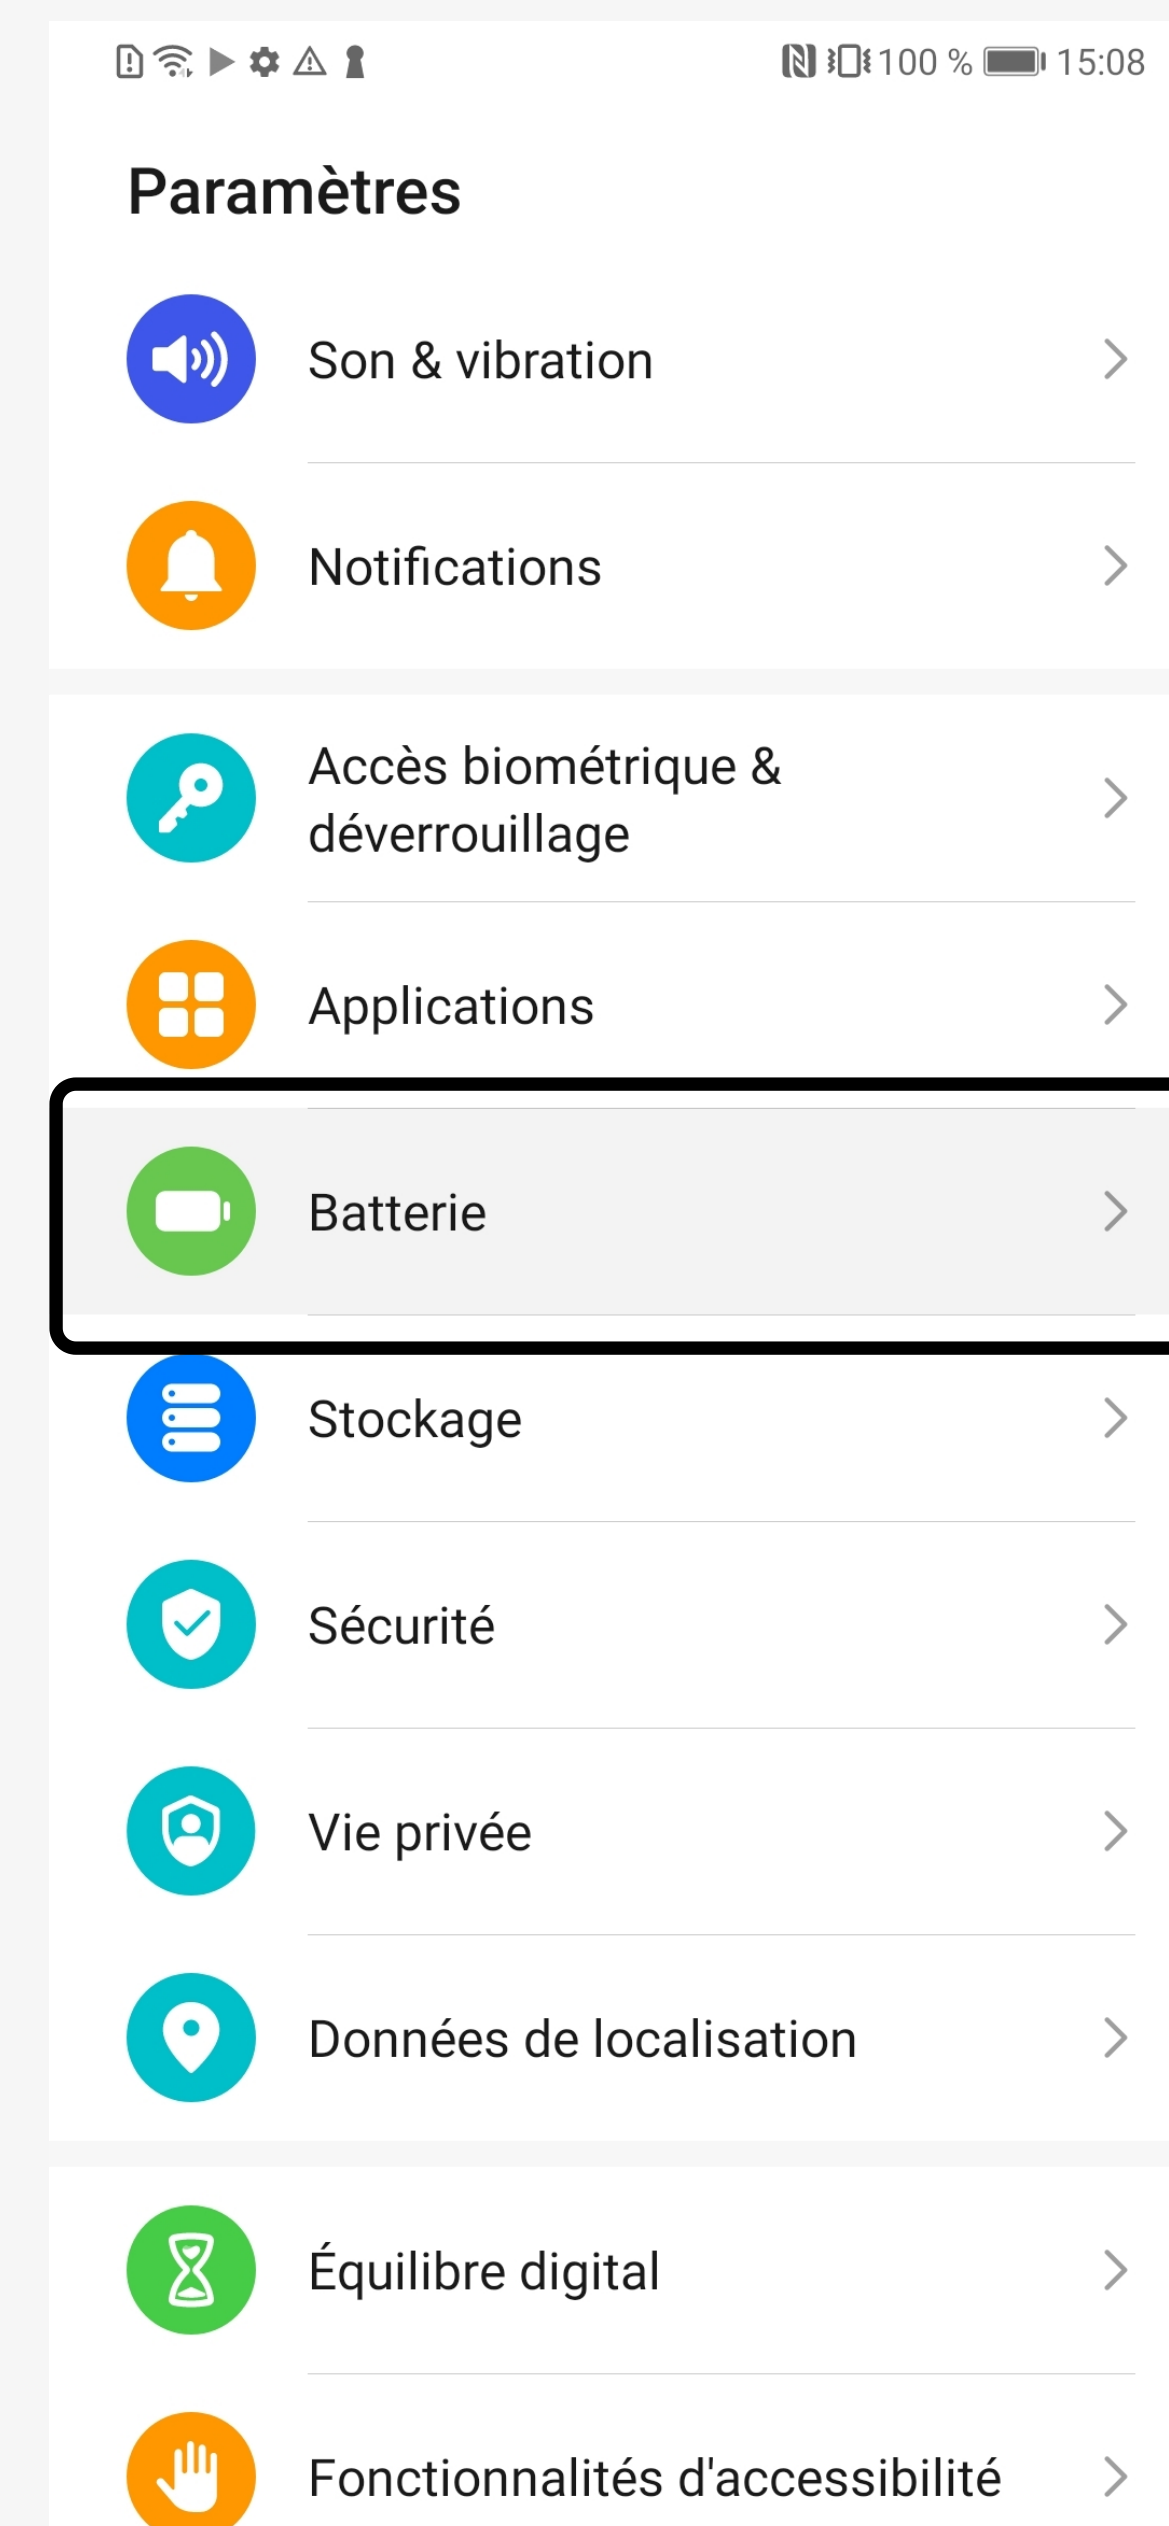 100 % 15:08
Paramètres
Son & vibration
Notifications
Accès biométrique &
déverrouillage
Applications
Batterie
Stockage
Sécurité
Vie privée
Données de localisation
Équilibre digital
Fonctionnalités d'accessibilité